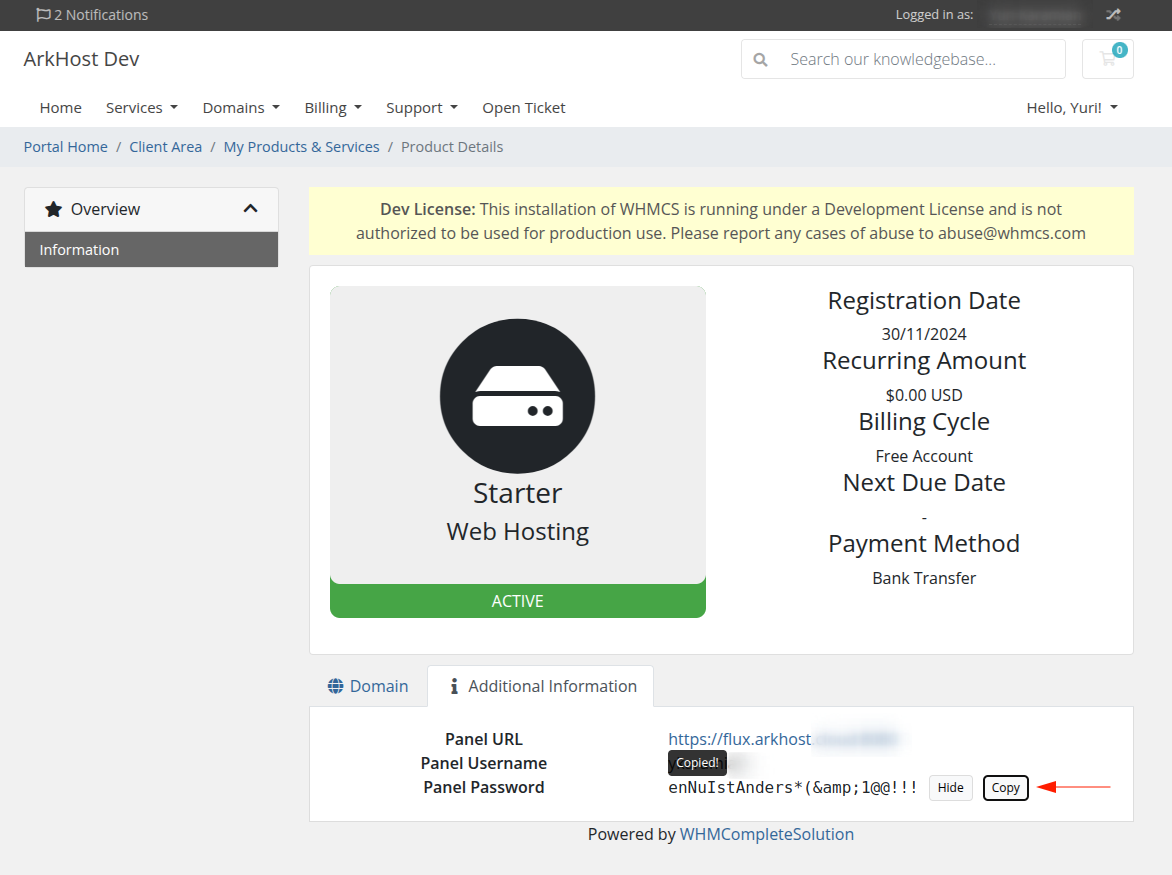 2 Notifications
Logged in as:
ArkHost Dev
Search our knowledgebase...
0
Home Services Domains Billing Support Open Ticket
Hello, Yuri!
Portal Home / Client Area / My Products & Services / Product Details
Overview
Information
Dev License: This installation of WHMCS is running under a Development License and is not
authorized to be used for production use. Please report any cases of abuse to abuse@whmcs.com
Starter
Web Hosting
ACTIVE
Registration Date
30/11/2024
Recurring Amount
$0.00 USD
Billing Cycle
Free Account
Next Due Date
-
Payment Method
Bank Transfer
Domain
Additional Information
Panel URL https://flux.arkhost
Copied!
Panel Username
Panel Password enNuIstAnders*(&amp;1@@!!! Hide Copy
Powered by WHMCompleteSolution